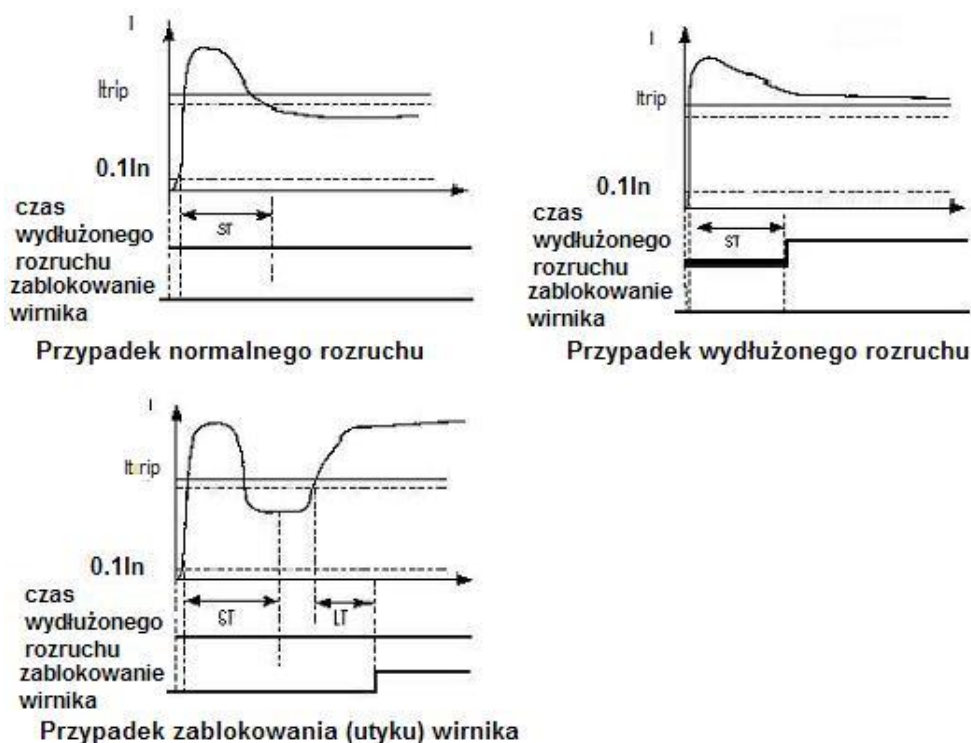 I
Itrip
0.1In
czas
wydłużonego
rozruchu
zablokowanie
wirnika
ST
Przypadek normalnego rozruchu
I
Itrip
0.1In
czas
wydłużonego
rozruchu
zablokowanie
wirnika
ST
Przypadek wydłużonego rozruchu
I
Itrip
0.1In
czas
wydłużonego
rozruchu
zablokowanie
wirnika
ST
LT
Przypadek zablokowania (utyku) wirnika